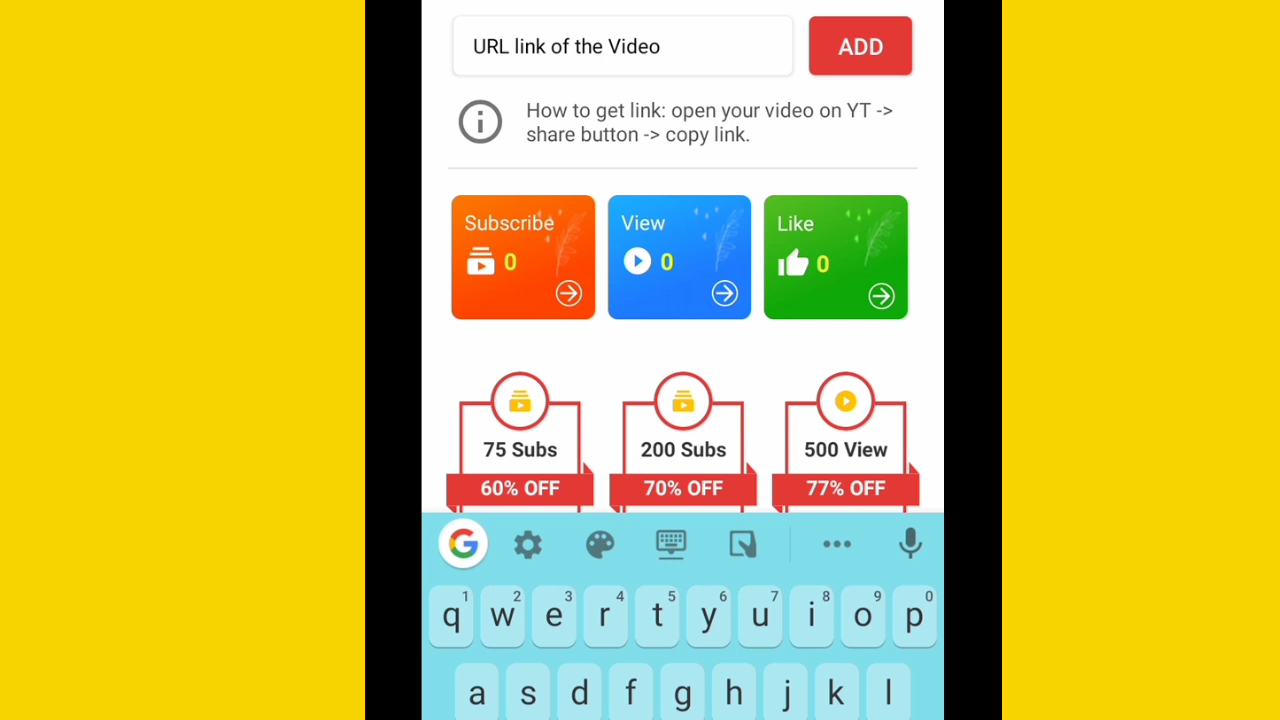 URL link of the Video
ADD
How to get link: open your video on YT ->
share button -> copy link.
Subscribe
0
View
0
Like
0
75 Subs
60% OFF
200 Subs
70% OFF
500 View
77% OFF
G
q1 w2 e3 r4 t5 y6 u7 i8 o9 p0
a s d f g h j k l